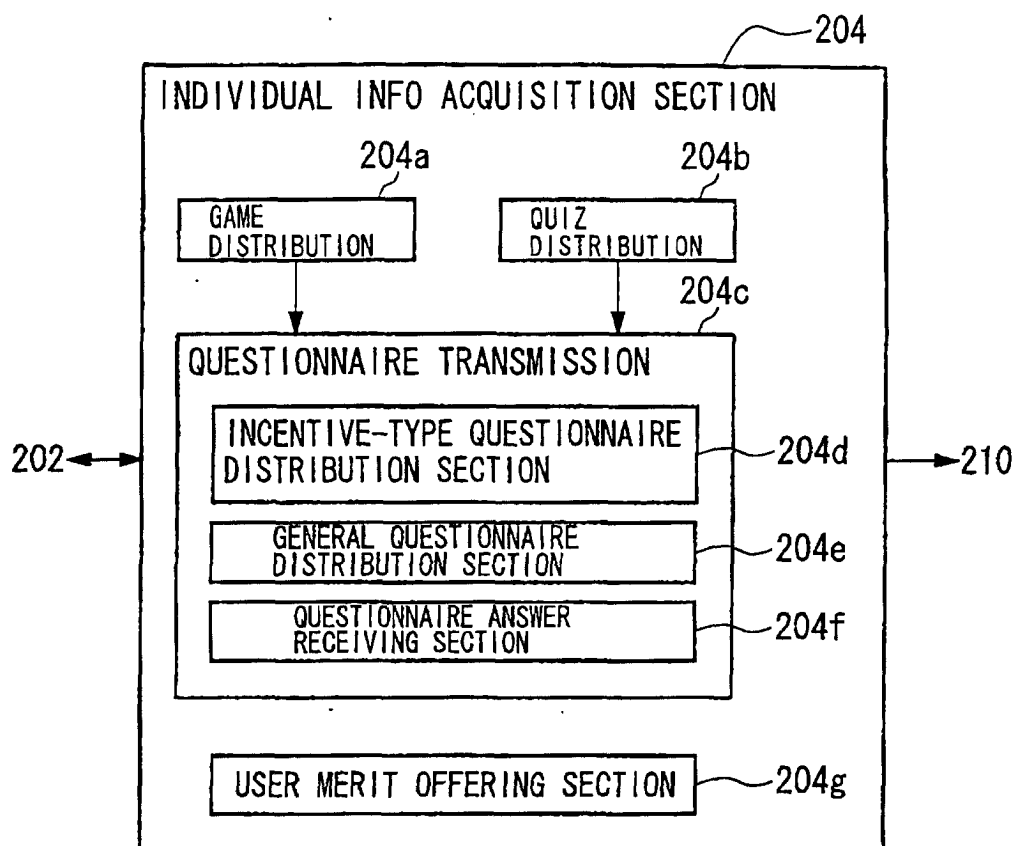 204
INDIVIDUAL INFO ACQUISITION SECTION
204a
204b
GAME
DISTRIBUTION
QUIZ
DISTRIBUTION
204c
QUESTIONNAIRE TRANSMISSION
INCENTIVE-TYPE QUESTIONNAIRE
DISTRIBUTION SECTION
204d
202
210
GENERAL QUESTIONNAIRE
DISTRIBUTION SECTION
204e
QUESTIONNAIRE ANSWER
RECEIVING SECTION
204f
USER MERIT OFFERING SECTION
204g